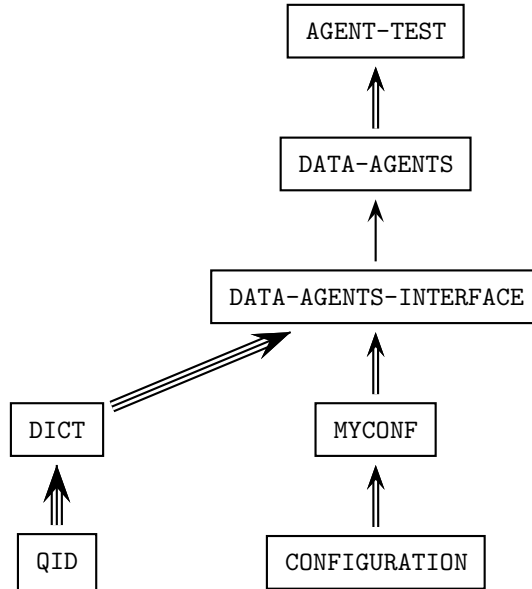 AGENT-TEST
DATA-AGENTS
DATA-AGENTS-INTERFACE
DICT
MYCONF
QID
CONFIGURATION